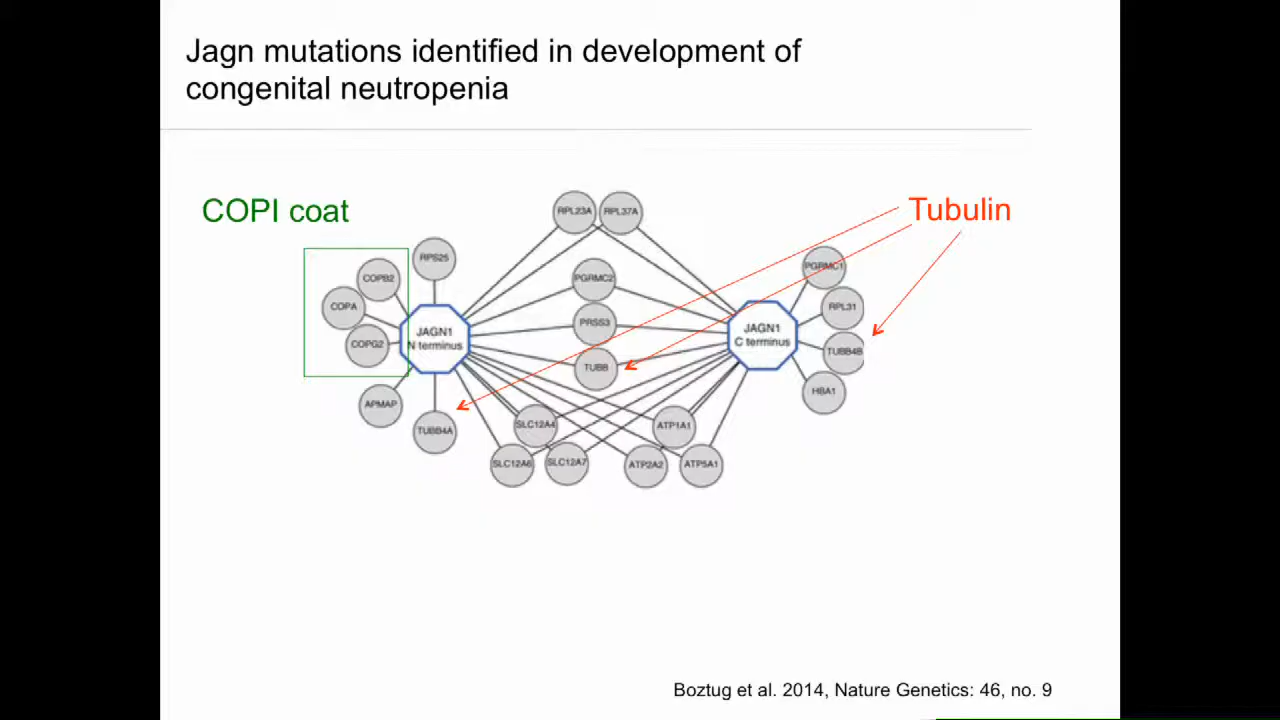 Jagn mutations identified in development of
congenital neutropenia
COPI coat
Tubulin
RPL23A
RPL37A
RPS25
COPB2
COPA
COPG2
JAGN1
N terminus
APMAP
TUBB4A
PGRMC2
PRSS3
TUBB
SLC12A4
SLC12A6
SLC12A7
ATP1A1
ATP2A2
ATP5A1
JAGN1
C terminus
PGRMC1
RPL31
TUBB4B
HBA1
Boztug et al. 2014, Nature Genetics: 46, no. 9